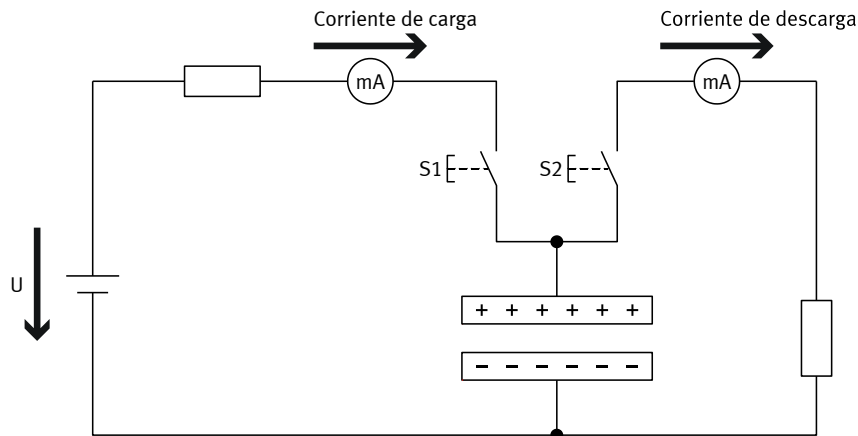 Corriente de carga
Corriente de descarga
mA
mA
S1
S2
U
+ + + + + +
– – – – – –